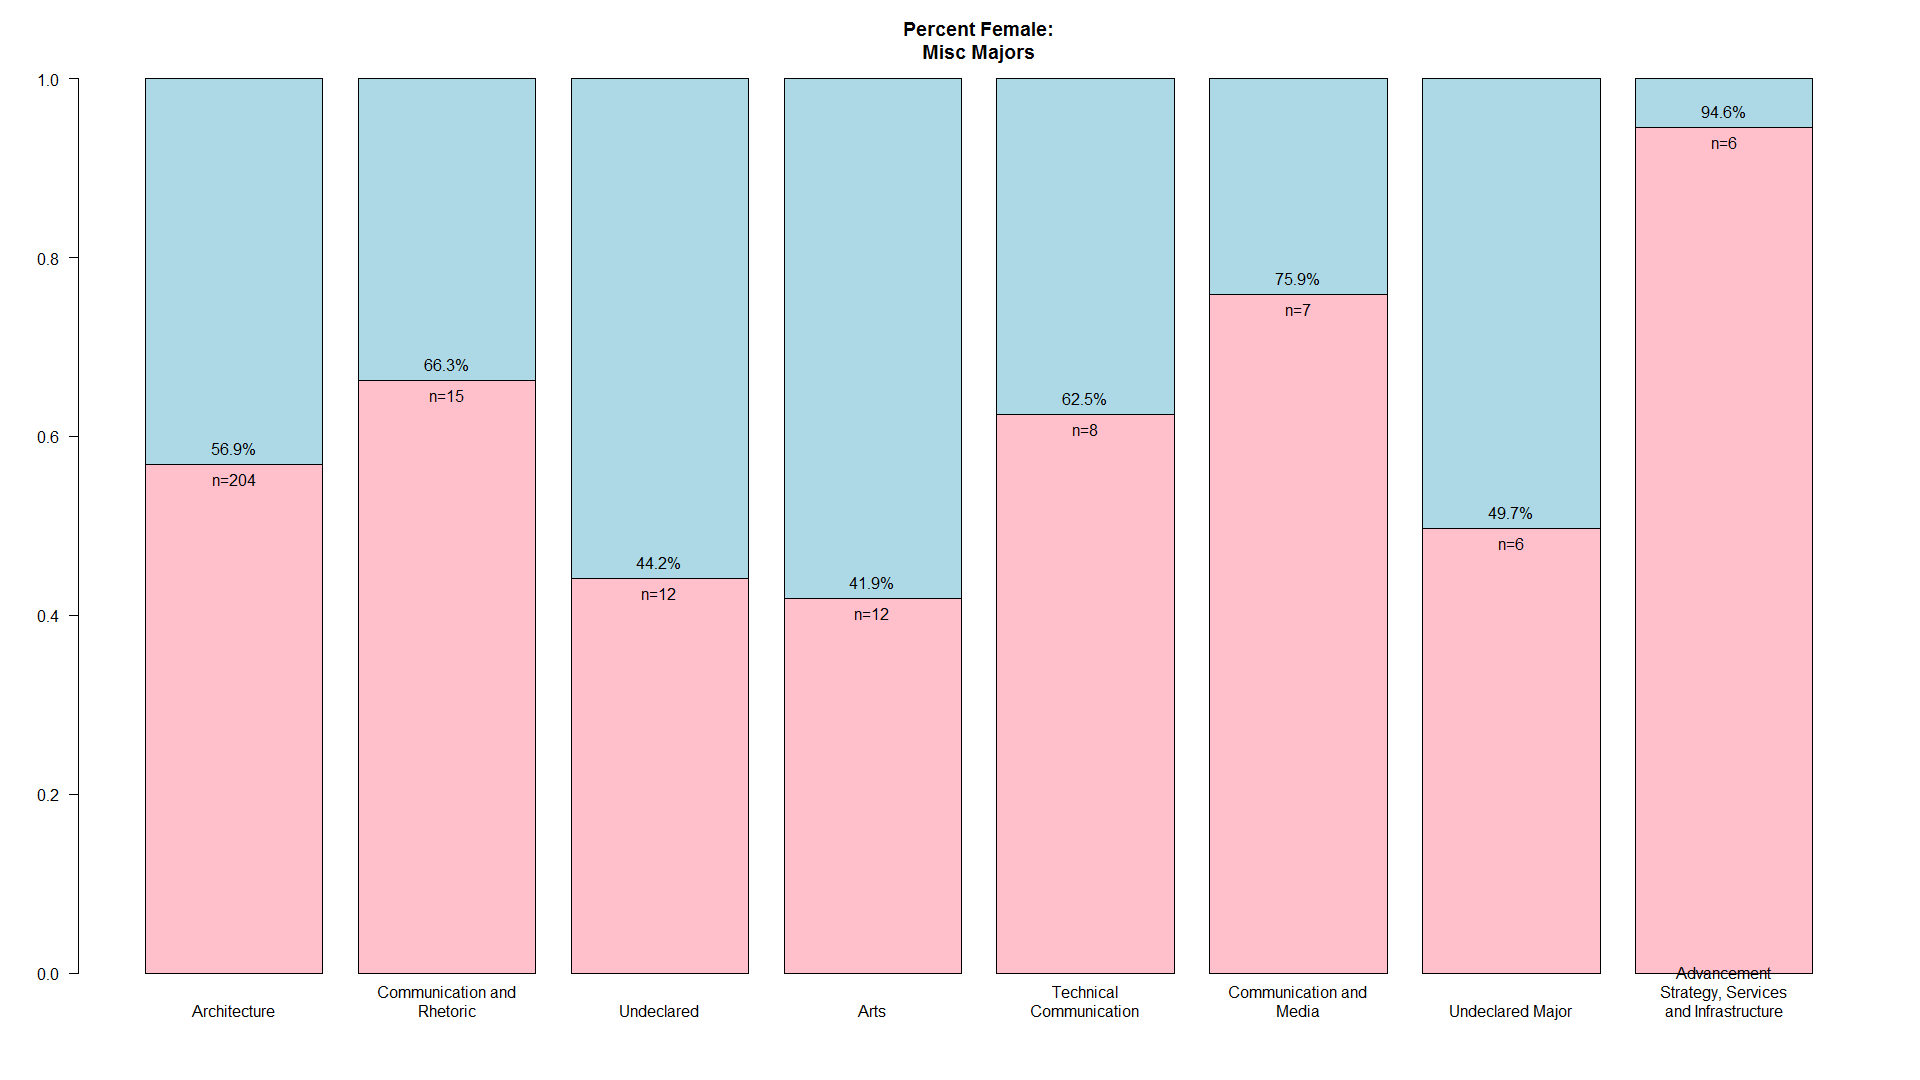 Percent Female:
Misc Majors
1.0
0.8
0.6
0.4
0.2
0.0
56.9%
n=204
66.3%
n=15
44.2%
n=12
41.9%
n=12
62.5%
n=8
75.9%
n=7
49.7%
n=6
94.6%
n=6
Architecture
Communication and
Rhetoric
Undeclared
Arts
Technical
Communication
Communication and
Media
Undeclared Major
Advancement
Strategy, Services
and Infrastructure